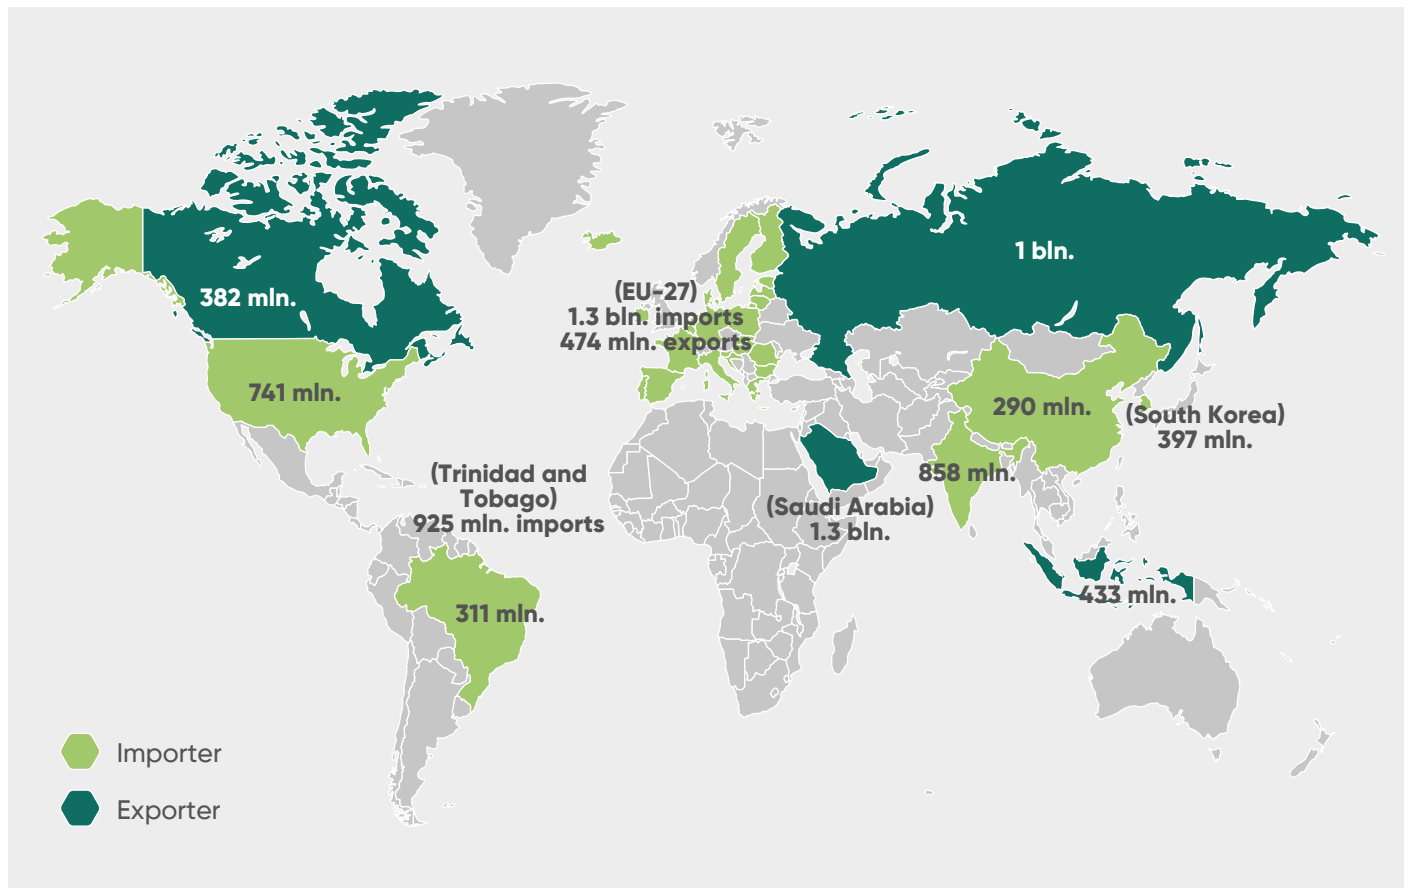 1 bln.
(EU-27)
1.3 bln. imports
474 mln. exports
382 mln.
741 mln.
290 mln.
(South Korea)
397 mln.
(Trinidad and
Tobago)
925 mln. imports
858 mln.
(Saudi Arabia)
1.3 bln.
433 mln.
311 mln.
Importer
Exporter